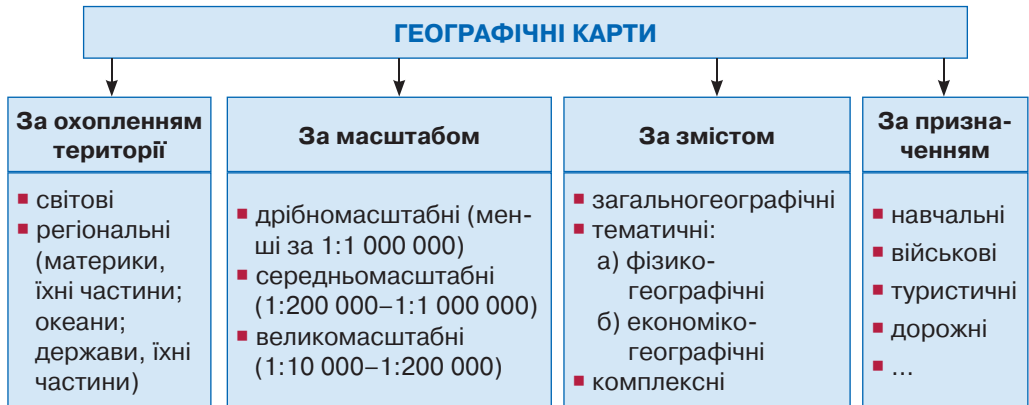 ГЕОГРАФІЧНІ КАРТИ
За охопленням
території
■ світові
■ регіональні
(материки,
їхні частини;
океани;
держави, їхні
частини)
За масштабом
■ дрібномасштабні (мен-
ші за 1:1 000 000)
■ середньомасштабні
(1:200 000–1:1 000 000)
■ великомасштабні
(1:10 000–1:200 000)
За змістом
■ загальногеографічні
■ тематичні:
а) фізико-
географічні
б) економіко-
географічні
■ комплексні
За призна-
ченням
■ навчальні
■ військові
■ туристичні
■ дорожні
■ ...